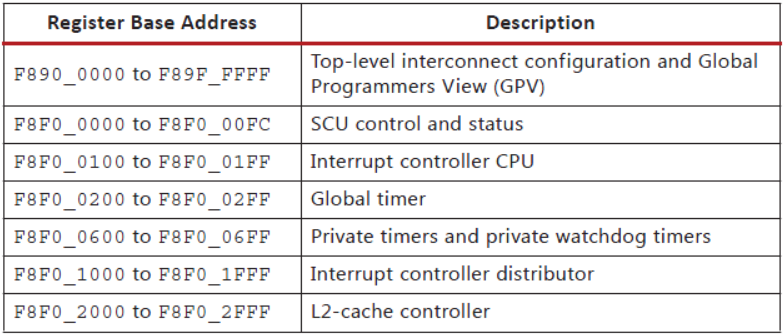 Register Base Address Description
F890_0000 to F89F_FFFF Top-level interconnect configuration and Global
Programmers View (GPV)
F8F0_0000 to F8F0_00FC SCU control and status
F8F0_0100 to F8F0_01FF Interrupt controller CPU
F8F0_0200 to F8F0_02FF Global timer
F8F0_0600 to F8F0_06FF Private timers and private watchdog timers
F8F0_1000 to F8F0_1FFF Interrupt controller distributor
F8F0_2000 to F8F0_2FFF L2-cache controller